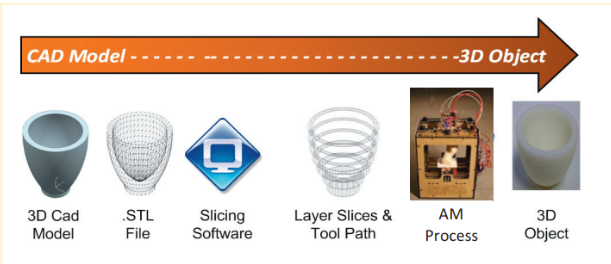 CAD Model - - - - - - -- - - - - - - - - - - - - - - - - - - - - - - -3D Object
3D Cad
Model
.STL
File
Slicing
Software
Layer Slices &
Tool Path
AM
Process
3D
Object